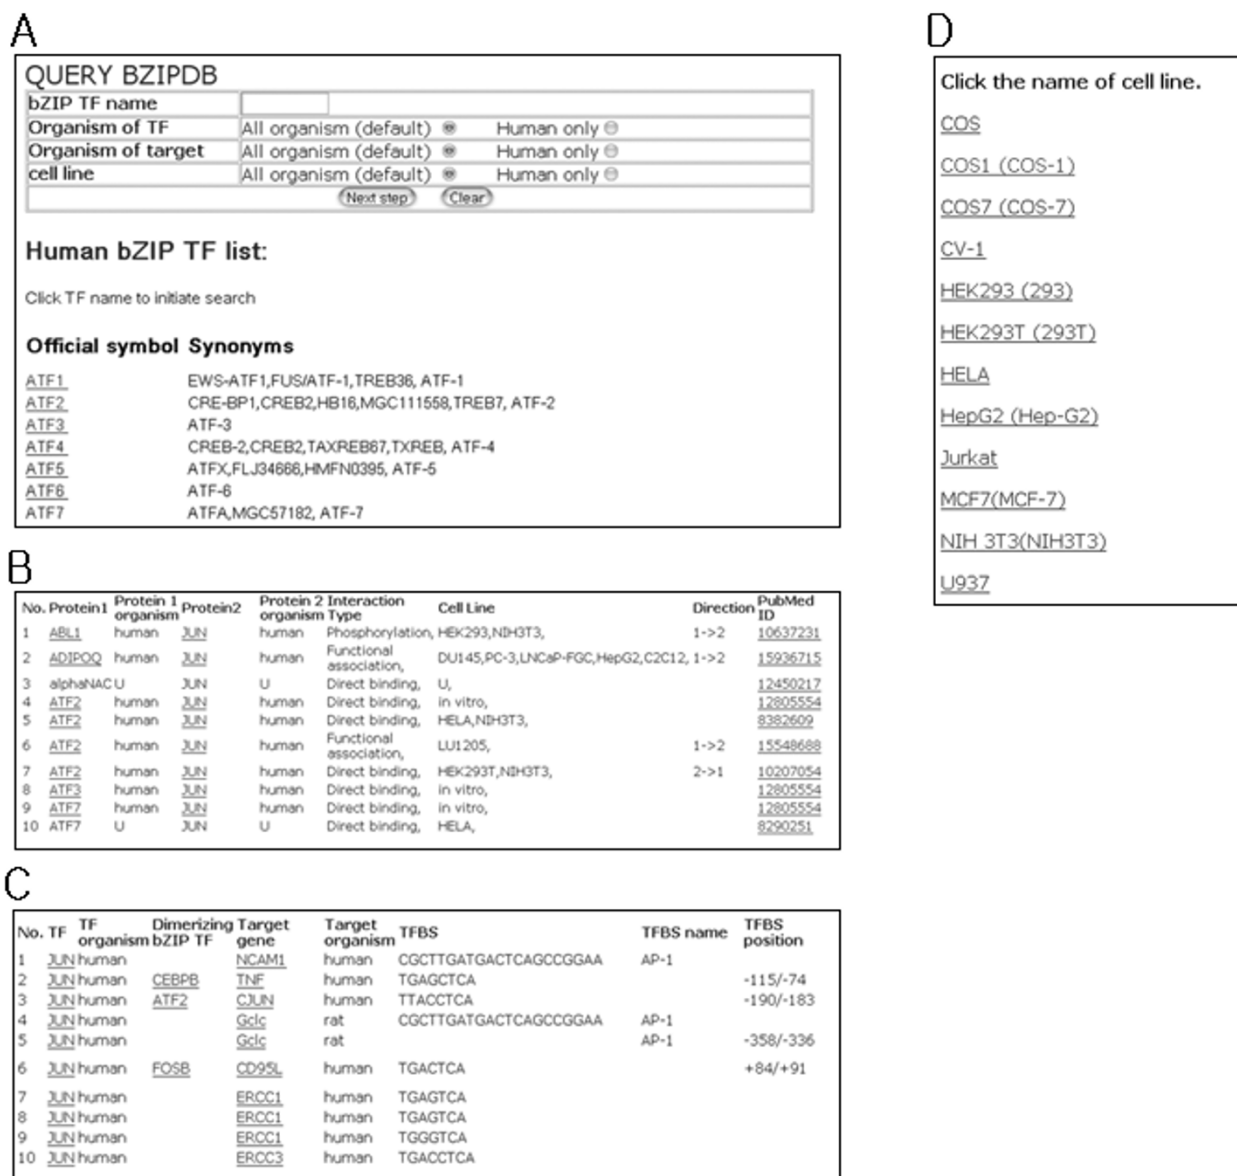 A
QUERY BZIPDB
bZIP TF name
Organism of TF All organism (default) Human only
Organism of target All organism (default) Human only
cell line All organism (default) Human only
Next step Clear
Human bZIP TF list:
Click TF name to initiate search
Official symbol Synonyms
ATF1 EWS-ATF1,FUS/ATF-1,TREB36, ATF-1
ATF2 CRE-BP1,CREB2,HB16,MGC111558,TREB7, ATF-2
ATF3 ATF-3
ATF4 CREB-2,CREB2,TAXREB67,TXREB, ATF-4
ATF5 ATFX,FLJ34666,HMFN0395, ATF-5
ATF6 ATF-6
ATF7 ATFA,MGC57182, ATF-7
B
No. Protein1 Protein 1 organism Protein2 Protein 2 organism Interaction Type Cell Line Direction PubMed ID
1 ABL1 human JUN human Phosphorylation, HEK293,NIH3T3, 1->2 10637231
2 ADIPOQ human JUN human Functional association, DU145,PC-3,LNCaP-FGC,HepG2,C2C12, 1->2 15936715
3 alphaNAC U JUN U Direct binding, U, 12450217
4 ATF2 human JUN human Direct binding, in vitro, 12805554
5 ATF2 human JUN human Direct binding, HELA,NIH3T3, 8382609
6 ATF2 human JUN human Functional association, LU1205, 1->2 15548688
7 ATF2 human JUN human Direct binding, HEK293T,NIH3T3, 2->1 10207054
8 ATF3 human JUN human Direct binding, in vitro, 12805554
9 ATF7 human JUN human Direct binding, in vitro, 12805554
10 ATF7 U JUN U Direct binding, HELA, 8290251
C
No. TF TF organism Dimerizing bZIP TF Target gene Target organism TFBS TFBS name TFBS position
1 JUN human NCAM1 human CGCTTGATGACTCAGCCGGAA AP-1
2 JUN human CEBPB TNF human TGAGCTCA -115/-74
3 JUN human ATF2 CJUN human TTACCTCA -190/-183
4 JUN human Gclc rat CGCTTGATGACTCAGCCGGAA AP-1
5 JUN human Gclc rat AP-1 -358/-336
6 JUN human FOSB CD95L human TGACTCA +84/+91
7 JUN human ERCC1 human TGAGTCA
8 JUN human ERCC1 human TGAGTCA
9 JUN human ERCC1 human TGGGTCA
10 JUN human ERCC3 human TGACCTCA
D
Click the name of cell line.
COS
COS1 (COS-1)
COS7 (COS-7)
CV-1
HEK293 (293)
HEK293T (293T)
HELA
HepG2 (Hep-G2)
Jurkat
MCF7(MCF-7)
NIH 3T3(NIH3T3)
U937